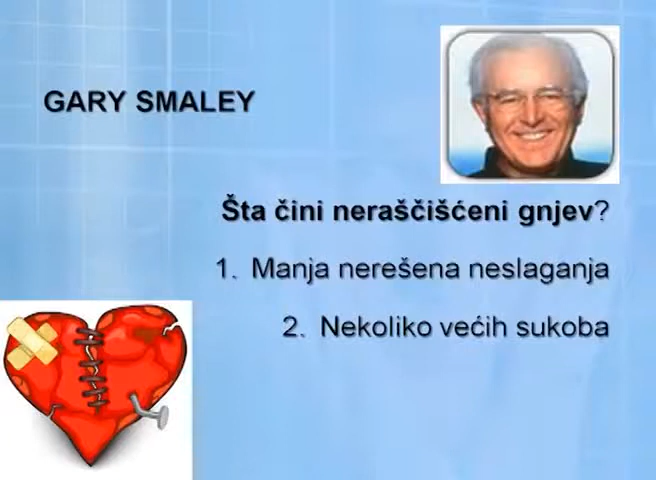 GARY SMALEY
Šta čini neraščišćeni gnjev?
1. Manja nerešena neslaganja
2. Nekoliko većih sukoba